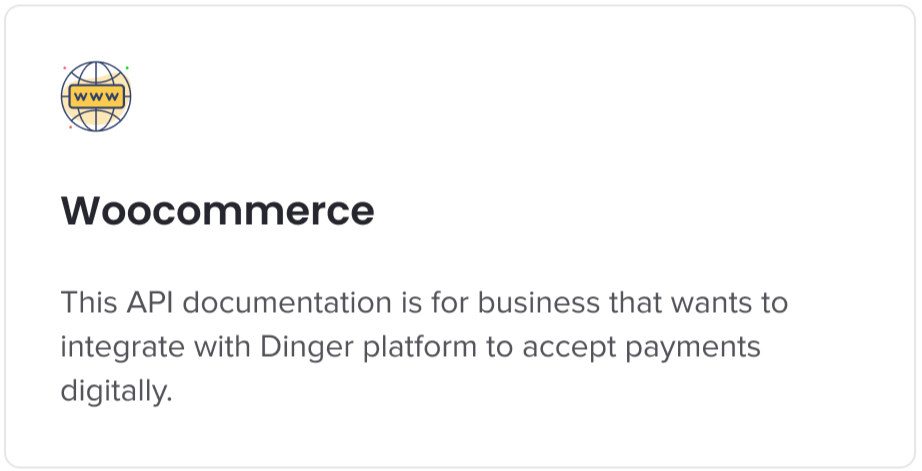 www
Woocommerce
This API documentation is for business that wants to
integrate with Dinger platform to accept payments
digitally.